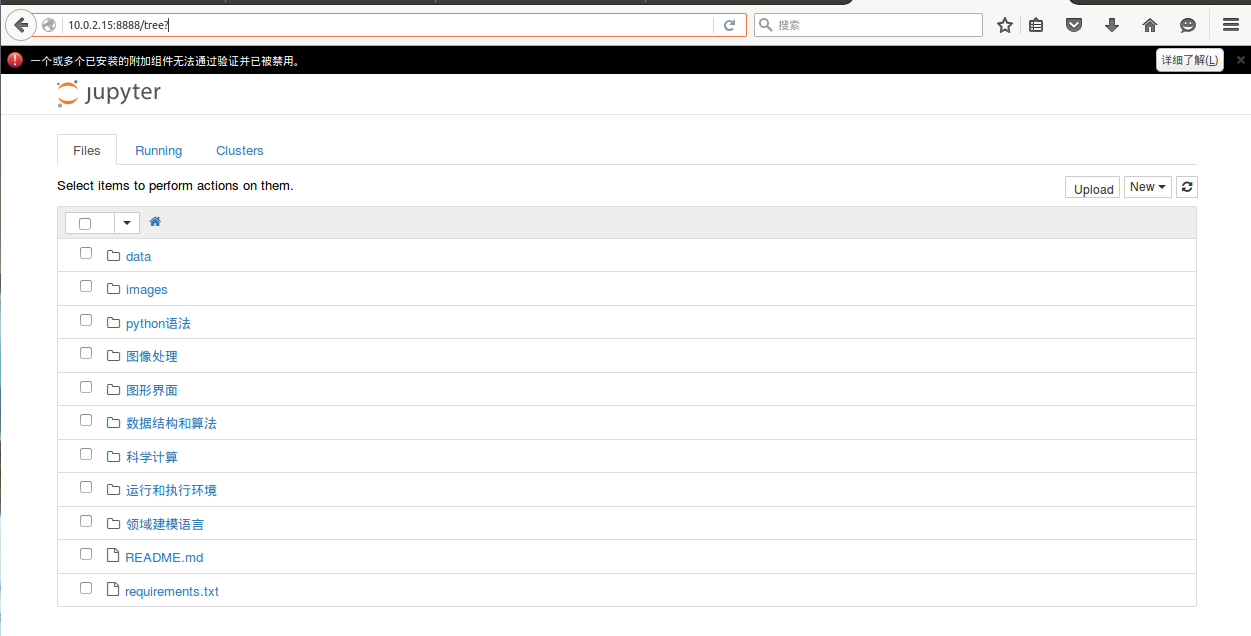 10.0.2.15:8888/tree?
搜索
一个或多个已安装的附加组件无法通过验证并已被禁用。
详细了解(L)
jupyter
Files Running Clusters
Select items to perform actions on them.
Upload New
data
images
python语法
图像处理
图形界面
数据结构和算法
科学计算
运行和执行环境
领域建模语言
README.md
requirements.txt